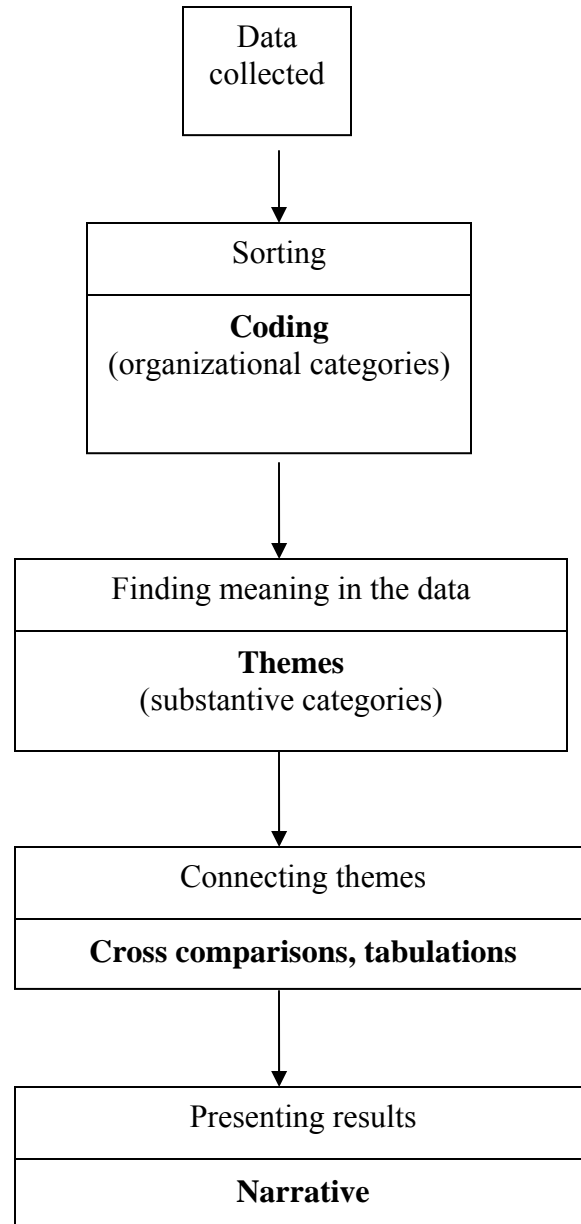 Data
collected
Sorting
Coding
(organizational categories)
Finding meaning in the data
Themes
(substantive categories)
Connecting themes
Cross comparisons, tabulations
Presenting results
Narrative